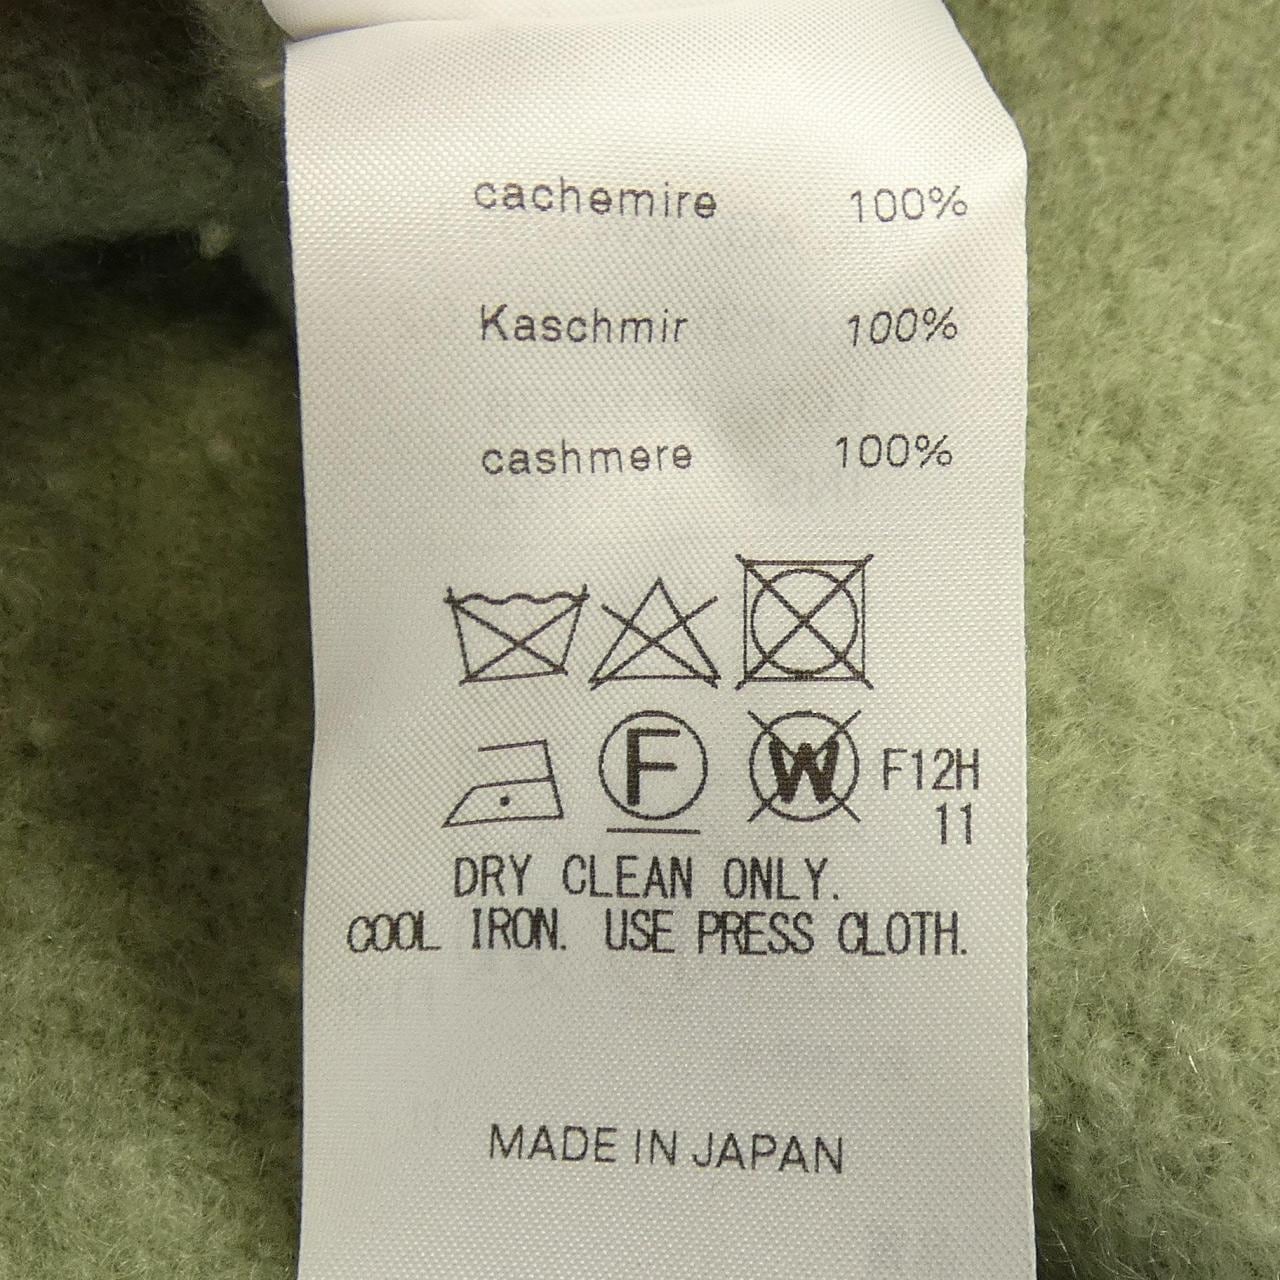 cachemire 100%
Kaschmir 100%
cashmere 100%
F W F12H
11
DRY CLEAN ONLY.
COOL IRON. USE PRESS CLOTH.
MADE IN JAPAN